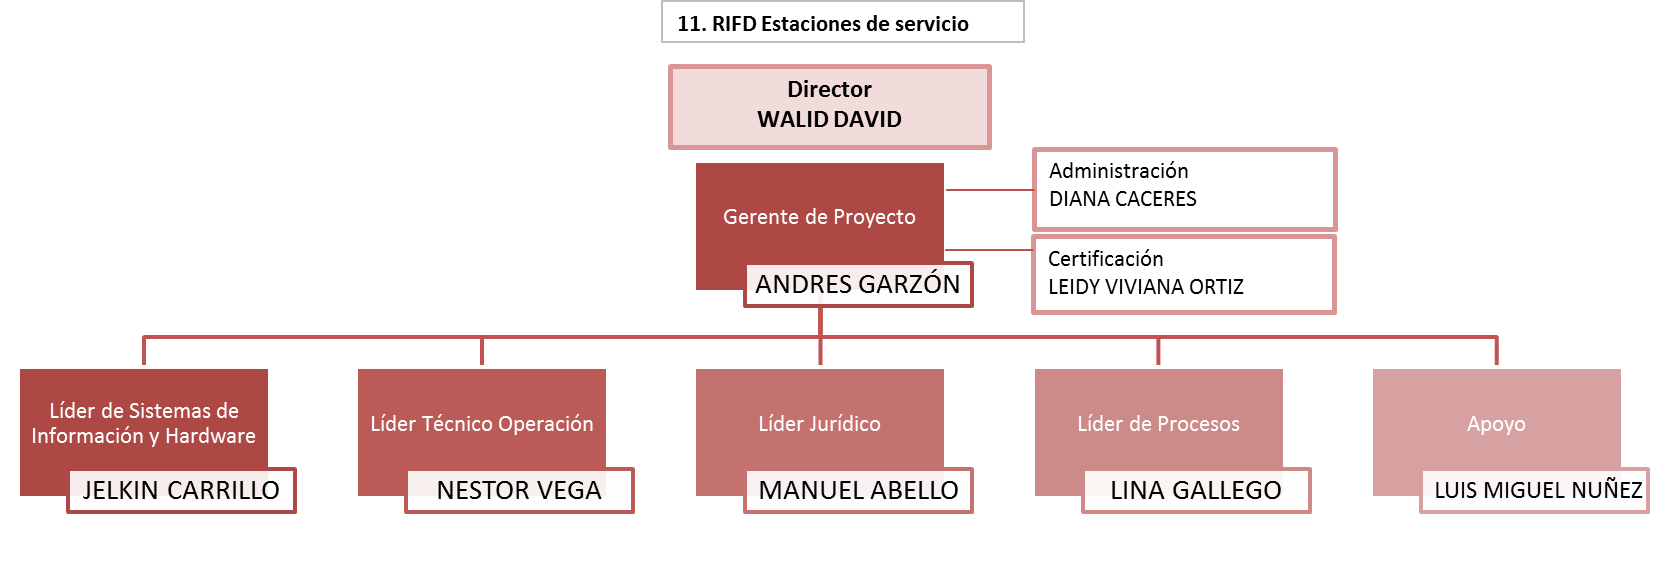 11. RIFD Estaciones de servicio
Director
WALID DAVID
Gerente de Proyecto
ANDRES GARZÓN
Administración
DIANA CACERES
Certificación
LEIDY VIVIANA ORTIZ
Líder de Sistemas de
Información y Hardware
JELKIN CARRILLO
Líder Técnico Operación
NESTOR VEGA
Líder Jurídico
MANUEL ABELLO
Líder de Procesos
LINA GALLEGO
Apoyo
LUIS MIGUEL NUÑEZ